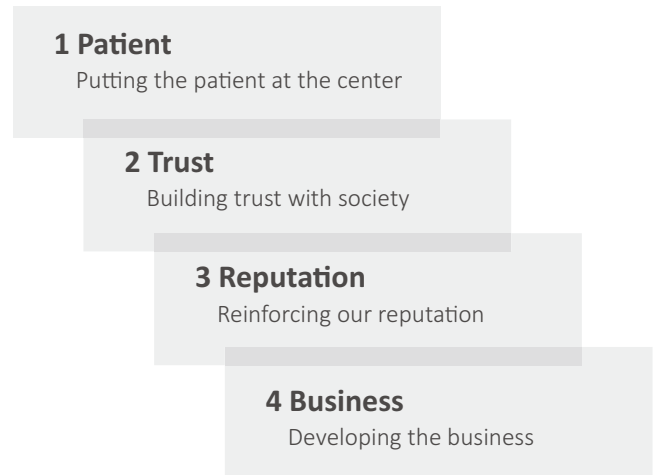 1 Patient
Putting the patient at the center
2 Trust
Building trust with society
3 Reputation
Reinforcing our reputation
4 Business
Developing the business